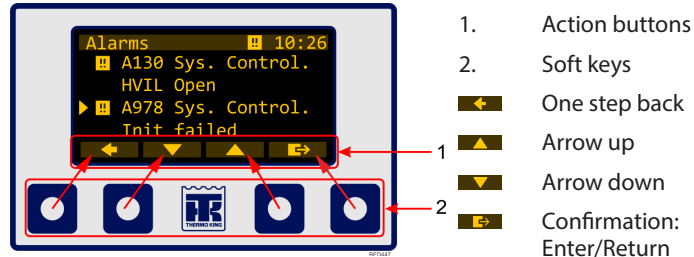 Alarms !! 10:26
!! A130 Sys. Control.
HVIL Open
!! A978 Sys. Control.
Init failed
1
2
THERMO KING
BED447
1. Action buttons
2. Soft keys
One step back
Arrow up
Arrow down
Confirmation:
Enter/Return